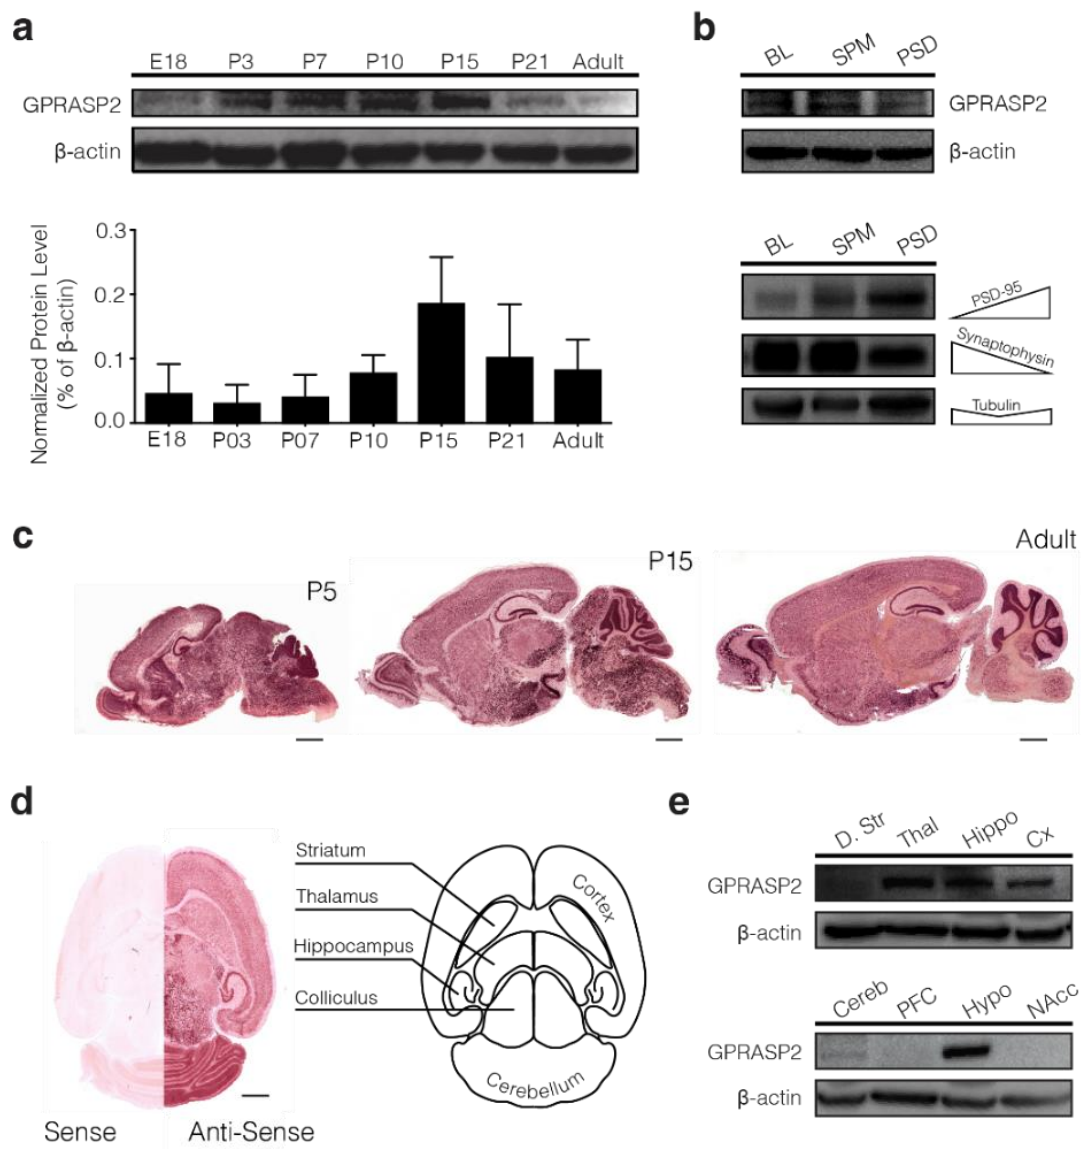 a
E18 P3 P7 P10 P15 P21 Adult
GPRASP2
β-actin
Normalized Protein Level
(% of β-actin)
0.3
0.2
0.1
0.0
E18 P03 P07 P10 P15 P21 Adult
b
BL SPM PSD
GPRASP2
β-actin
BL SPM PSD
PSD-95
Synaptophysin
Tubulin
c
P5
P15
Adult
d
Sense Anti-Sense
Striatum
Thalamus
Hippocampus
Colliculus
Cortex
Cerebellum
e
D. Str Thal Hippo Cx
GPRASP2
β-actin
Cereb PFC Hypo NAcc
GPRASP2
β-actin